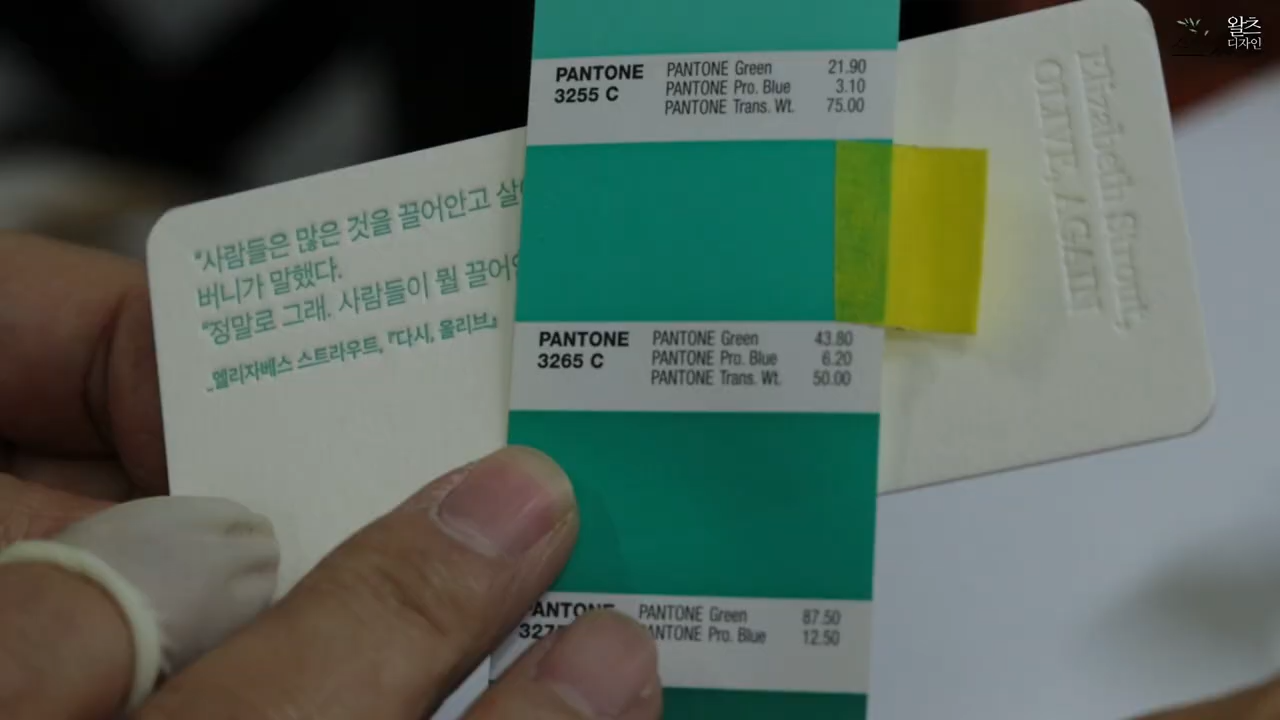 왈츠
디자인
PANTONE
3255 C
PANTONE Green 21.90
PANTONE Pro. Blue 3.10
PANTONE Trans. Wt. 75.00
"사람들은 많은 것을 끌어안고
버니가 말했다.
"정말로 그래. 사람들이 뭘
_엘리자베스 스트라우트, 『다시, 올리브』
PANTONE
3265 C
PANTONE Green 43.80
PANTONE Pro. Blue 6.20
PANTONE Trans. Wt. 50.00
Elizabeth Strout,
OLIVE AGAIN
PANTONE
PANTONE Green 87.50
PANTONE Pro. Blue 12.50